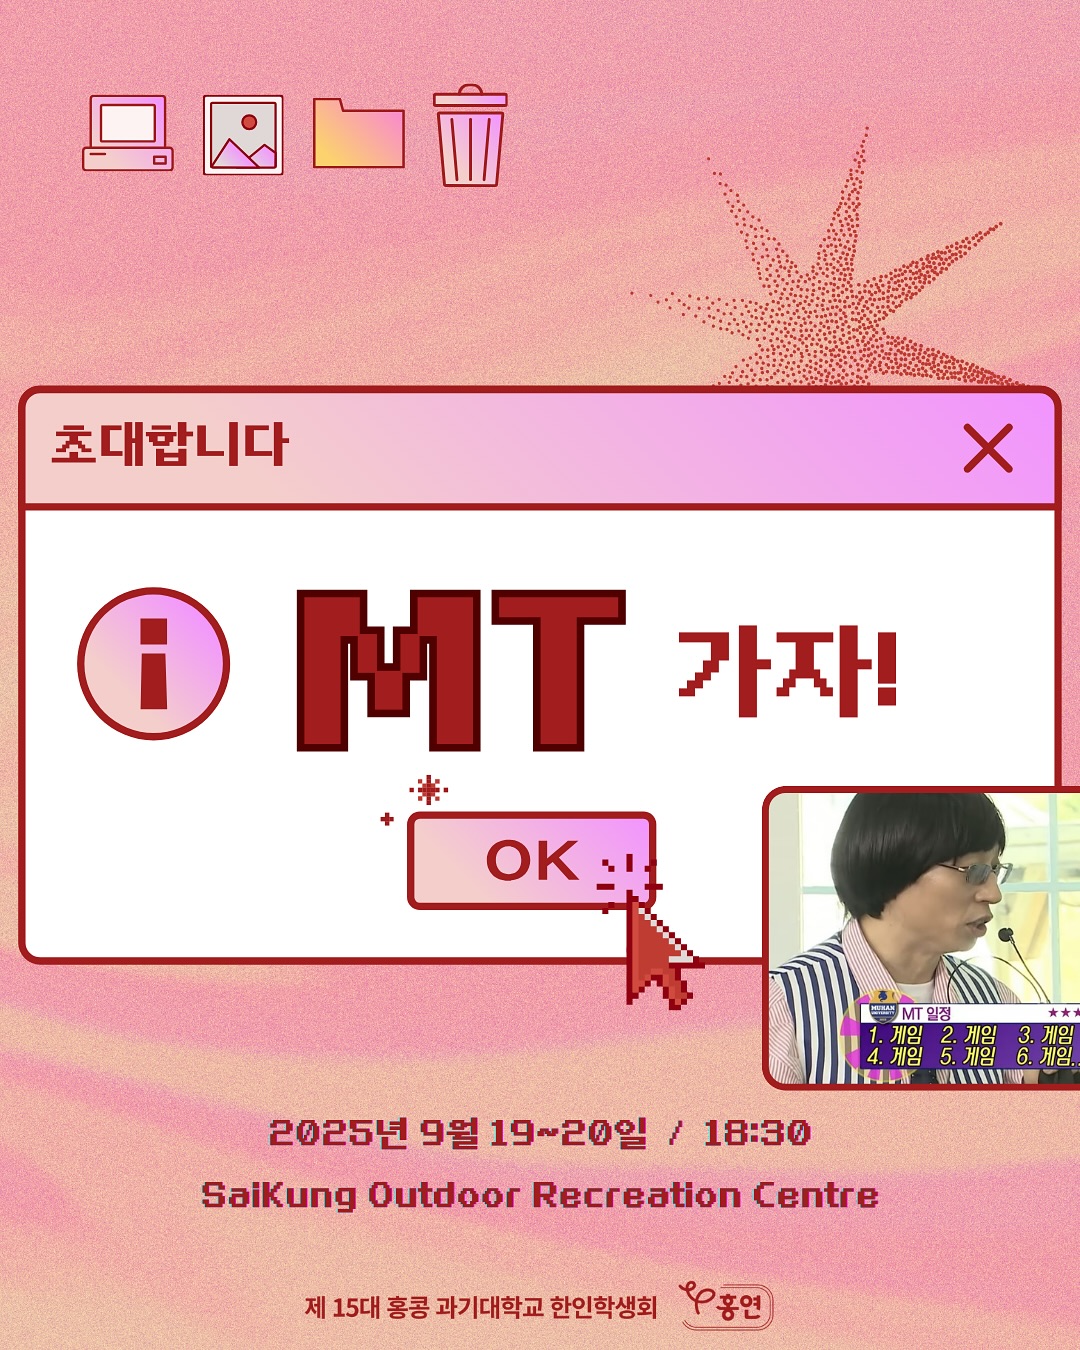 초대합니다
i
MT 가자!
OK
MUHAN
UNIVERSITY
MT 일정
★★★
1. 게임 2. 게임 3. 게임
4. 게임 5. 게임 6. 게임..
2025년 9월 19~20일 / 18:30
SaiKung Outdoor Recreation Centre
제 15대 홍콩 과기대학교 한인학생회 홍연